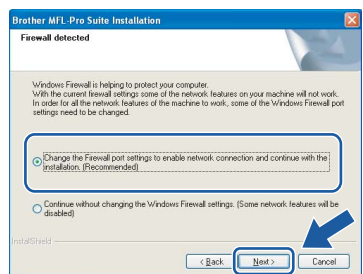 Brother MFL-Pro Suite Installation
Firewall detected
Windows Firewall is helping to protect your computer.
With the current firewall settings some of the network features on your machine will not work.
In order for all the network features of the machine to work, some of the Windows Firewall port
settings need to be changed.
Change the Firewall port settings to enable network connection and continue with the
installation. (Recommended)
Continue without changing the Windows Firewall settings. (Some network features will be
disabled)
InstallShield
< Back
Next >
Cancel